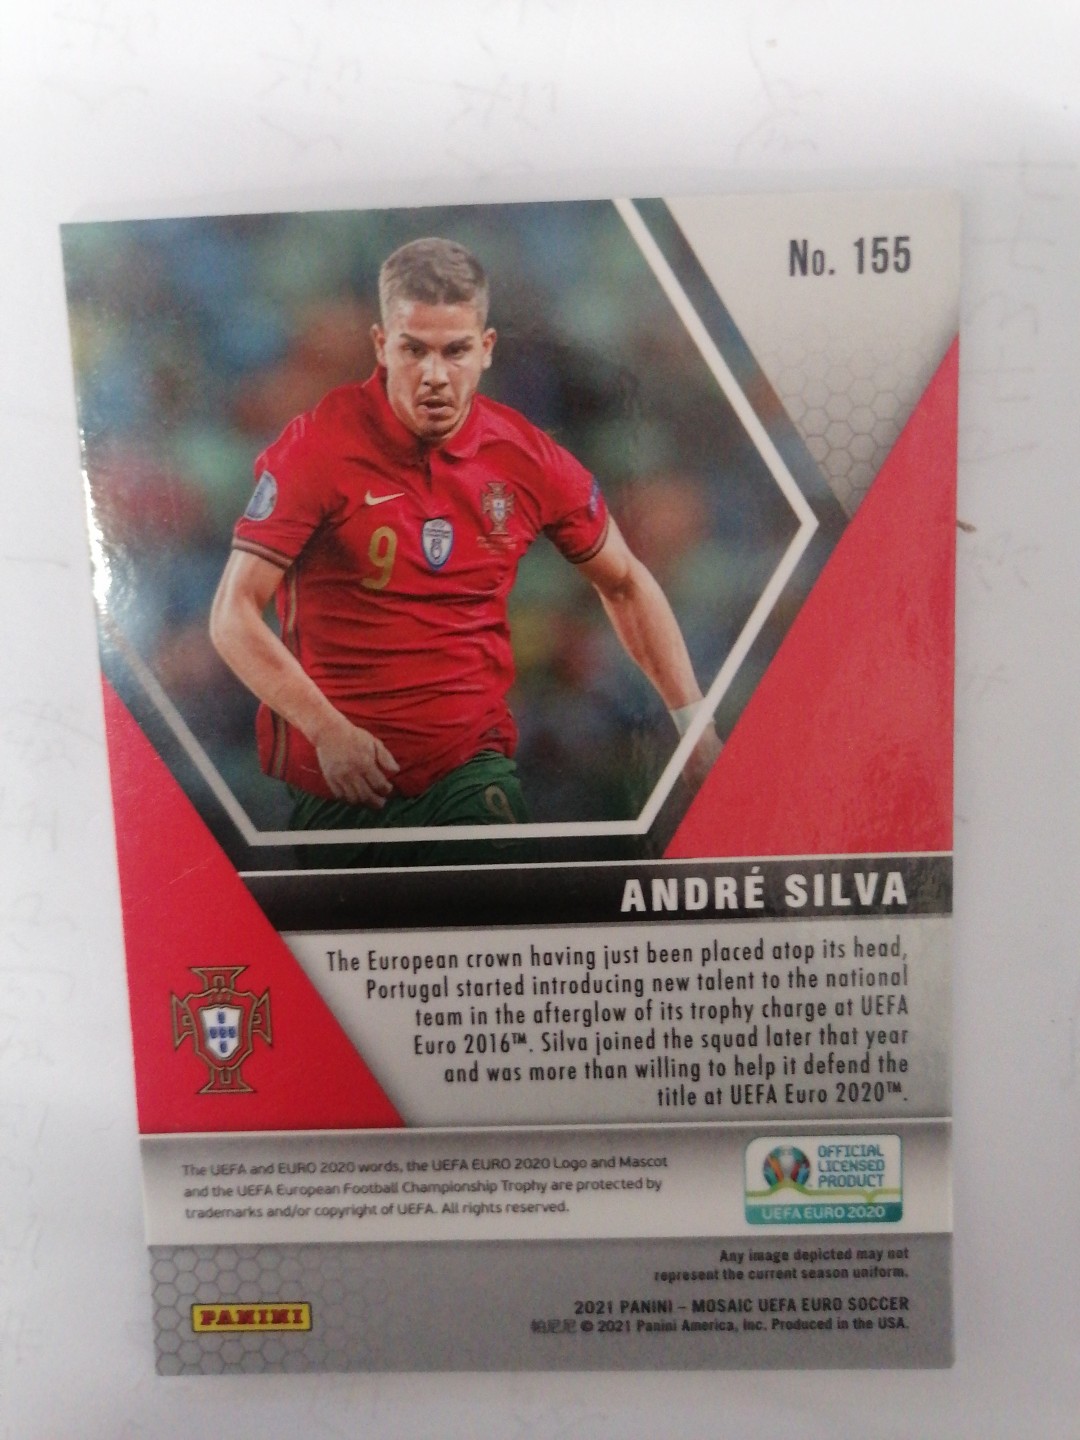 No. 155
9
9
ANDRÉ SILVA
The European crown having just been placed atop its head,
Portugal started introducing new talent to the national
team in the afterglow of its trophy charge at UEFA
Euro 2016™. Silva joined the squad later that year
and was more than willing to help it defend the
title at UEFA Euro 2020™.
The UEFA and EURO 2020 words, the UEFA EURO 2020 Logo and Mascot
and the UEFA European Football Championship Trophy are protected by
trademarks and/or copyright of UEFA. All rights reserved.
OFFICIAL
LICENSED
PRODUCT
UEFA EURO 2020
Any image depicted may not
represent the current season uniform.
PANINI
2021 PANINI – MOSAIC UEFA EURO SOCCER
帕尼尼 © 2021 Panini America, Inc. Produced in the USA.